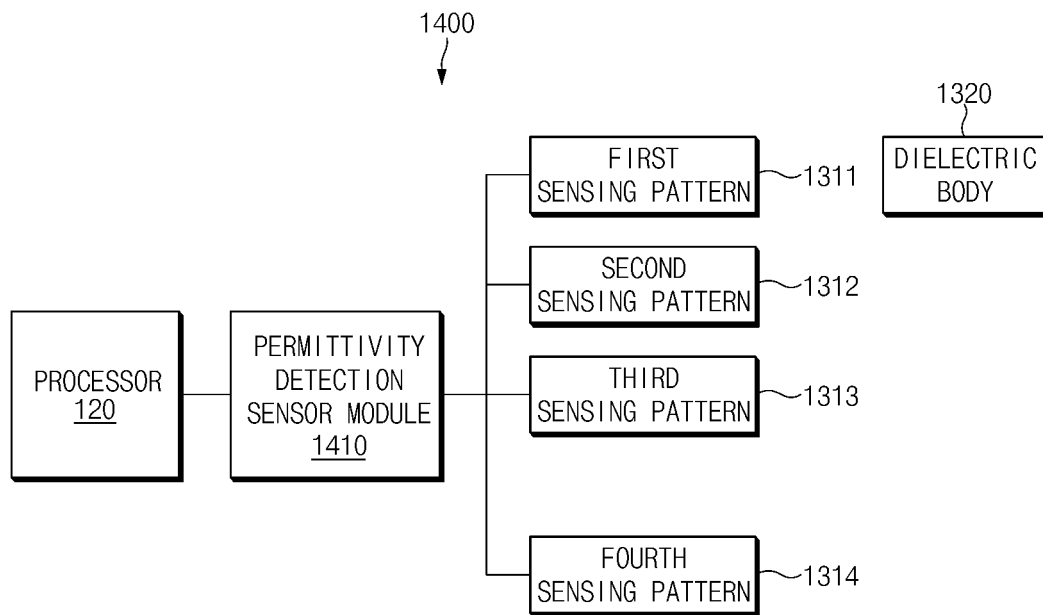 1400
1320
FIRST
SENSING PATTERN
1311
DIELECTRIC
BODY
SECOND
SENSING PATTERN
1312
PROCESSOR
120
PERMITTIVITY
DETECTION
SENSOR MODULE
1410
THIRD
SENSING PATTERN
1313
FOURTH
SENSING PATTERN
1314